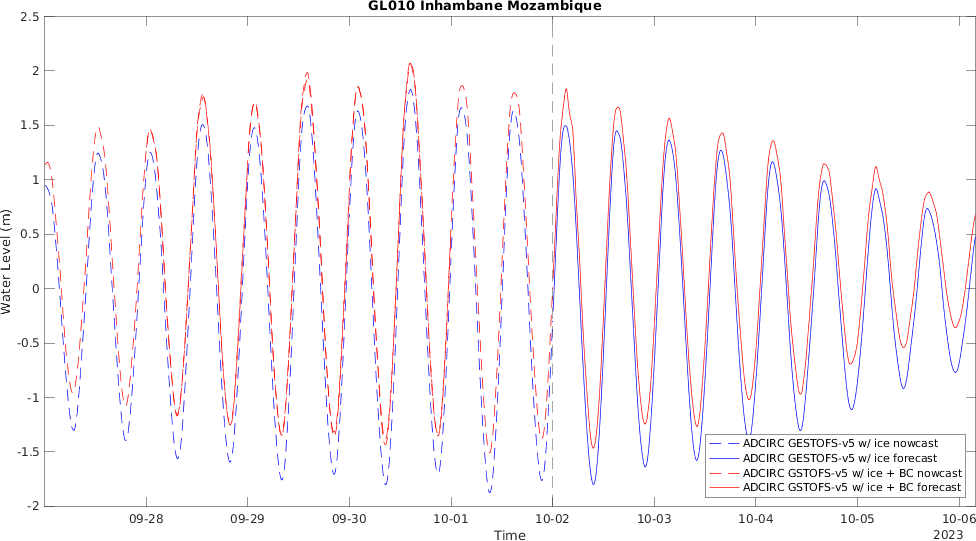 GL010 Inhambane Mozambique
2.5
2
1.5
1
0.5
0
-0.5
-1
-1.5
-2
Water Level (m)
ADCIRC GESTOFS-v5 w/ ice nowcast
ADCIRC GESTOFS-v5 w/ ice forecast
ADCIRC GSTOFS-v5 w/ ice + BC nowcast
ADCIRC GSTOFS-v5 w/ ice + BC forecast
09-28 09-29 09-30 10-01 10-02 10-03 10-04 10-05 10-06
Time 2023